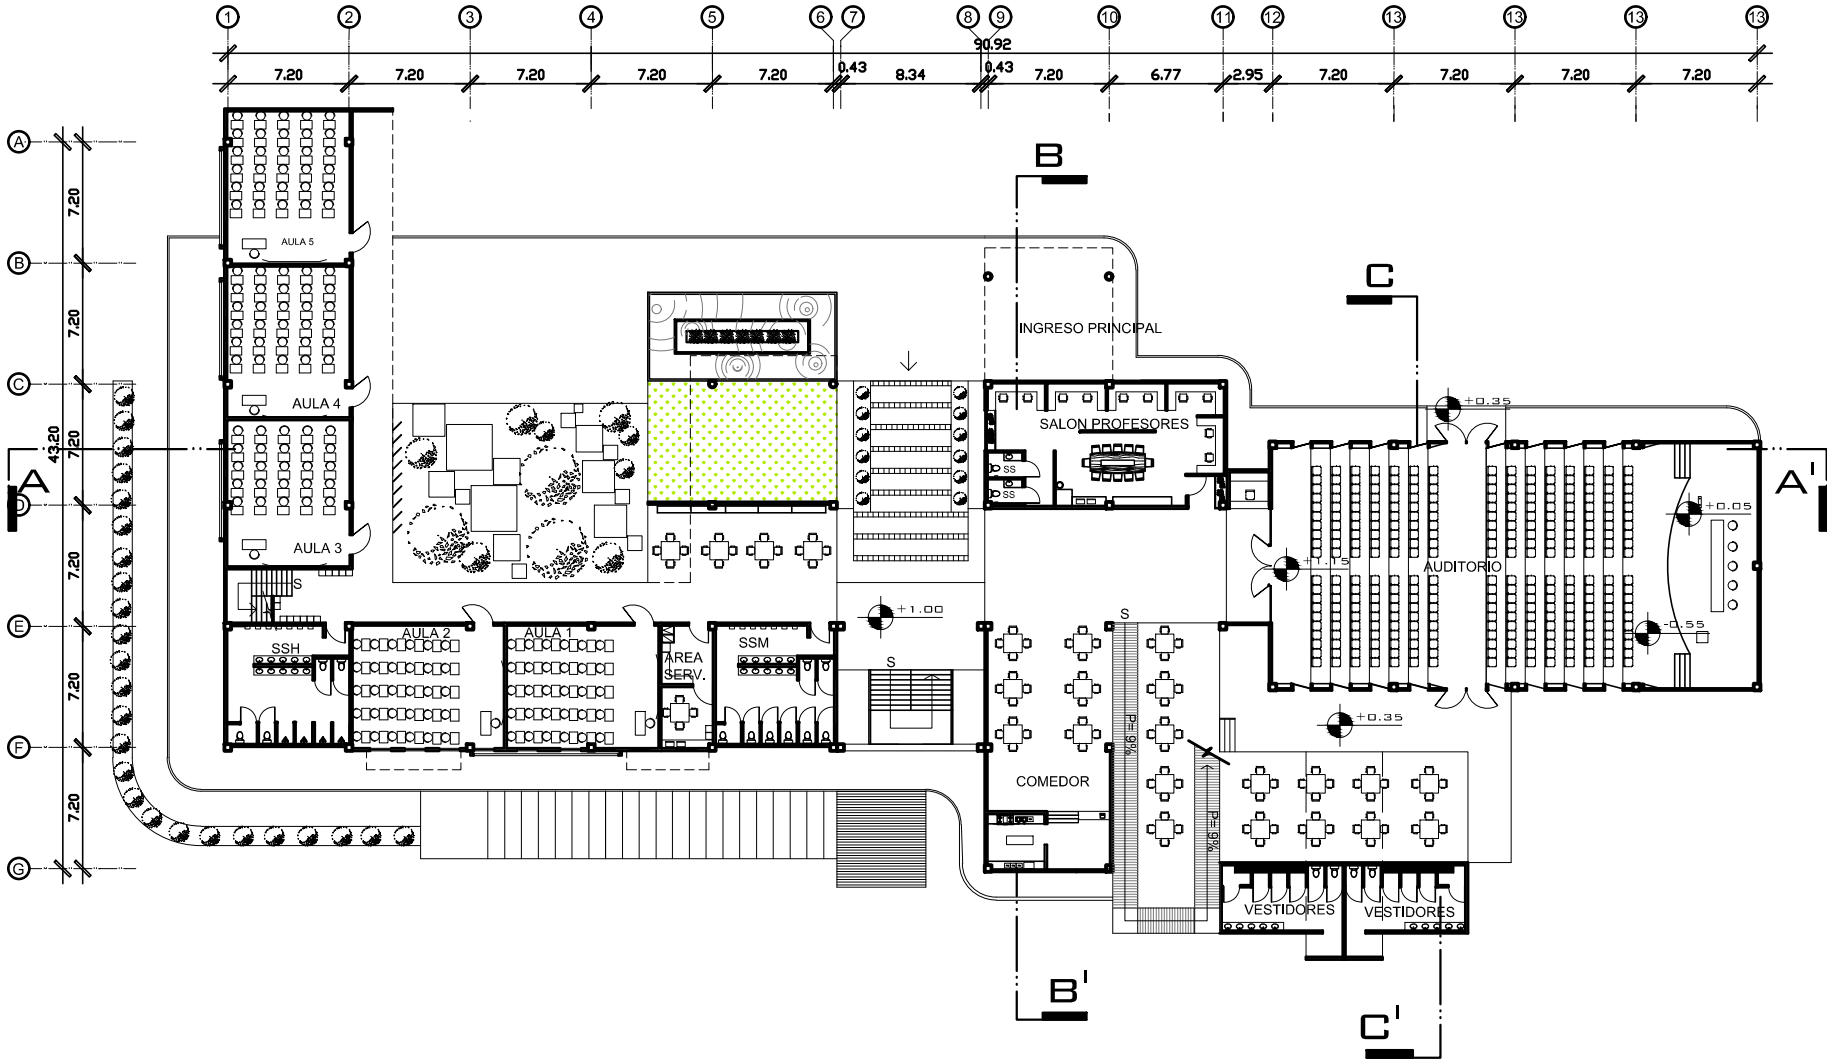 1 2 3 4 5 6 7 8 9 10 11 12 13 13 13 13
90.92
7.20 7.20 7.20 7.20 7.20 0.43 8.34 0.43 7.20 6.77 2.95 7.20 7.20 7.20 7.20
A
B
C
D
E
F
G
7.20
7.20
7.20
7.20
7.20
7.20
43.20
B
C
A
A'
AULA 5
INGRESO PRINCIPAL
AULA 4
+0.35
SALON PROFESORES
SS
SS
+0.05
AULA 3
AUDITORIO
+1.15
S
+1.00
S
AULA 2
AULA 1
-0.55
SSH
AREA
SERV.
SSM
S
P= 9%
+0.35
COMEDOR
P= 9%
VESTIDORES
VESTIDORES
B'
C'